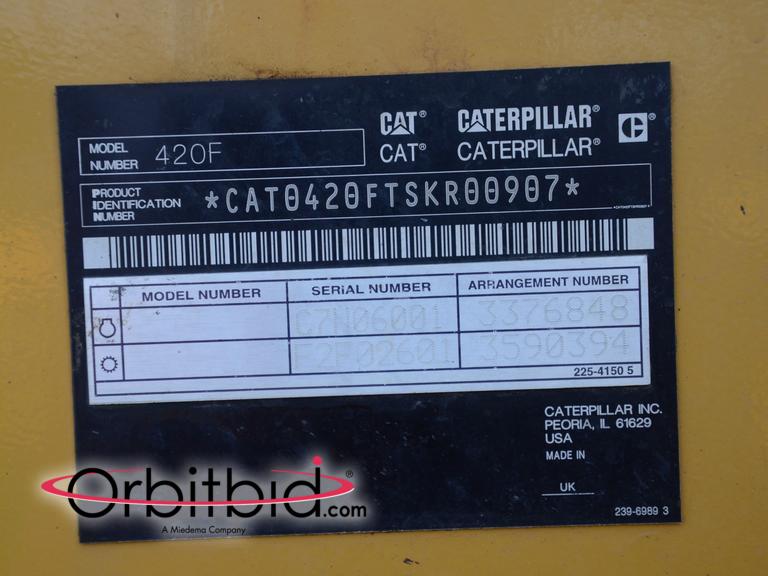 CAT® CATERPILLAR®
CAT® CATERPILLAR®
MODEL NUMBER 420F
PRODUCT IDENTIFICATION NUMBER *CAT0420FTSKR00907*
MODEL NUMBER SERIAL NUMBER ARRANGEMENT NUMBER
C7N06001 3376848
F2F02601 3590394
225-4150 5
CATERPILLAR INC.
PEORIA, IL 61629
USA
MADE IN
UK
239-6989 3
Orbitbid®.com
A Miedema Company